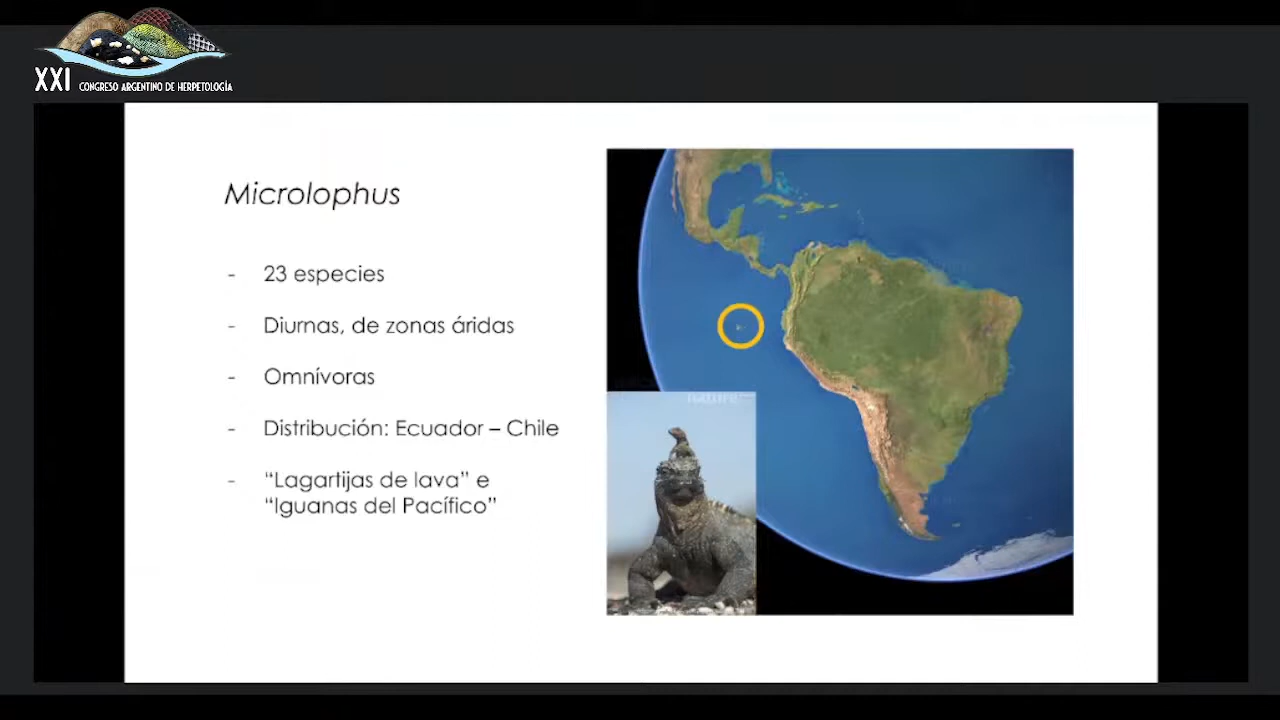 XXI CONGRESO ARGENTINO DE HERPETOLOGÍA
Microlophus
- 23 especies
- Diurnas, de zonas áridas
- Omnívoras
- Distribución: Ecuador – Chile
- “Lagartijas de lava” e
“Iguanas del Pacífico”
nature